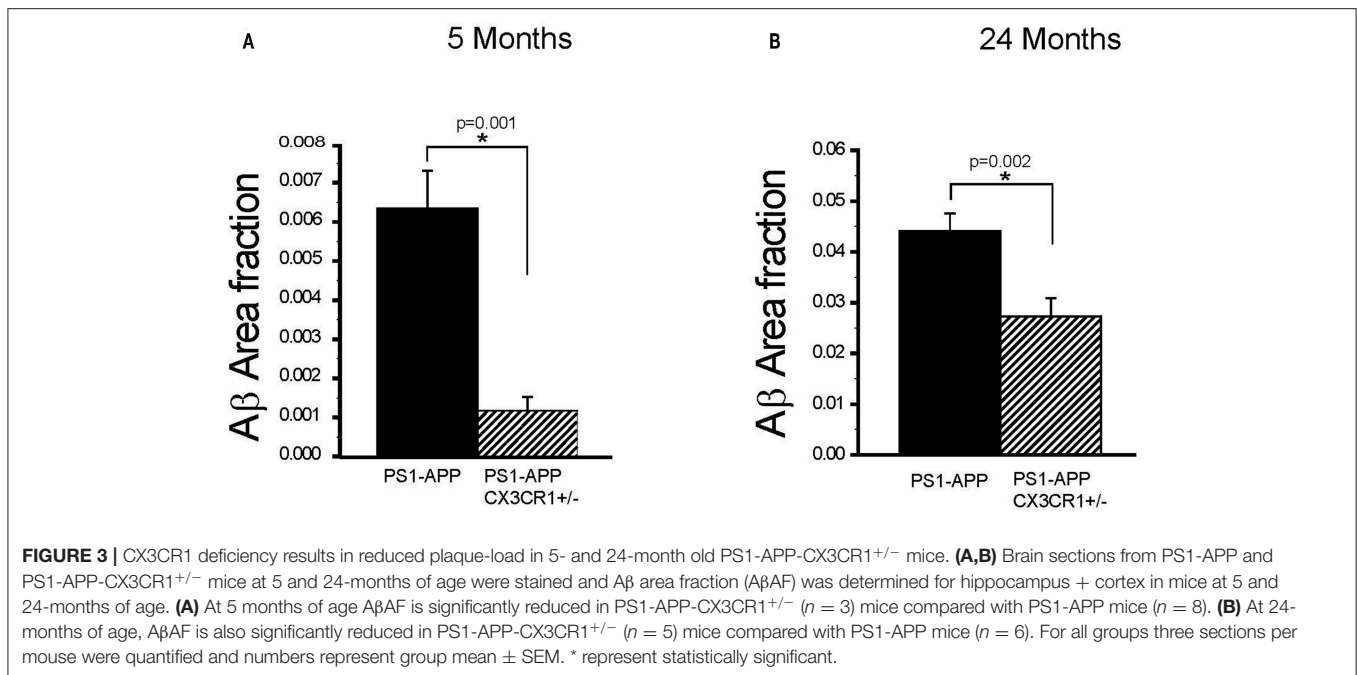 A
5 Months
p=0.001
*
0.008
0.007
0.006
0.005
0.004
0.003
0.002
0.001
0.000
Aβ Area fraction
PS1-APP
PS1-APP
CX3CR1+/-
B
24 Months
p=0.002
*
0.06
0.05
0.04
0.03
0.02
0.01
0.00
Aβ Area fraction
PS1-APP
PS1-APP
CX3CR1+/-
FIGURE 3 | CX3CR1 deficiency results in reduced plaque-load in 5- and 24-month old PS1-APP-CX3CR1+/− mice. (A,B) Brain sections from PS1-APP and
PS1-APP-CX3CR1+/− mice at 5 and 24-months of age were stained and Aβ area fraction (AβAF) was determined for hippocampus + cortex in mice at 5 and
24-months of age. (A) At 5 months of age AβAF is significantly reduced in PS1-APP-CX3CR1+/− (n = 3) mice compared with PS1-APP mice (n = 8). (B) At 24-
months of age, AβAF is also significantly reduced in PS1-APP-CX3CR1+/− (n = 5) mice compared with PS1-APP mice (n = 6). For all groups three sections per
mouse were quantified and numbers represent group mean ± SEM. * represent statistically significant.